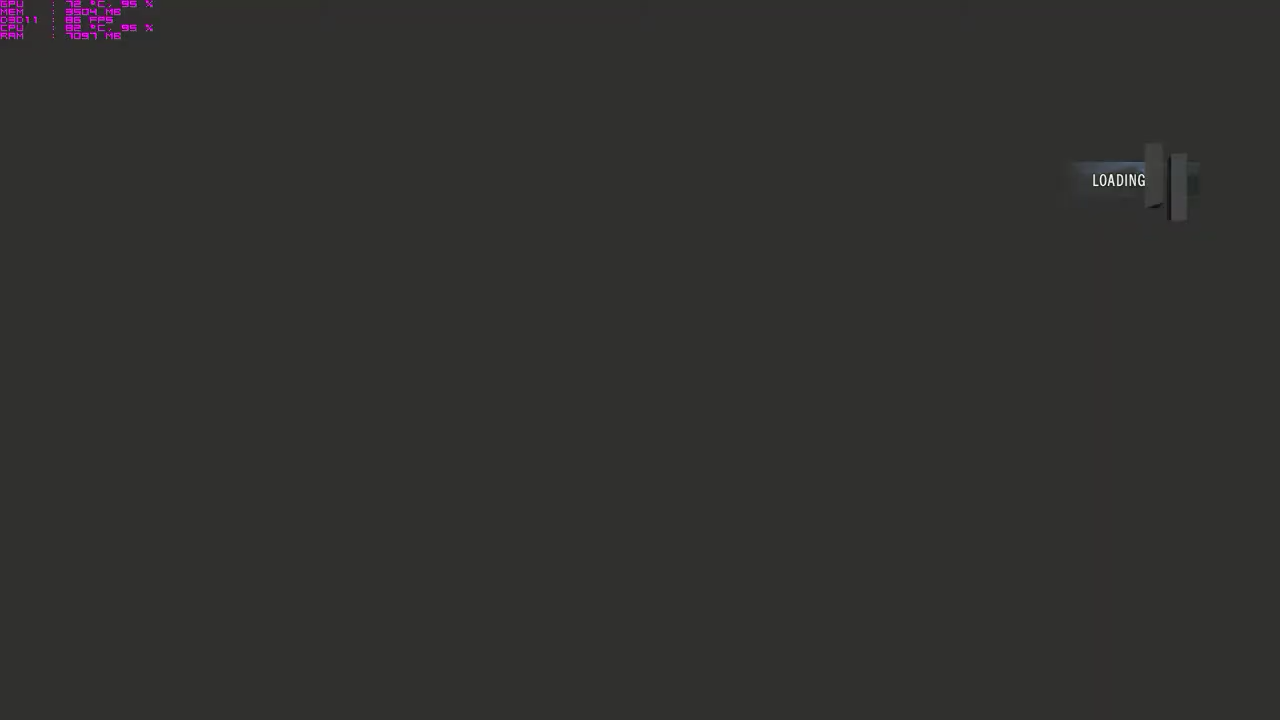 GPU : 72 °C, 95 %
MEM : 3504 MB
D3D11 : 86 FPS
CPU : 82 °C, 95 %
RAM : 7097 MB
LOADING